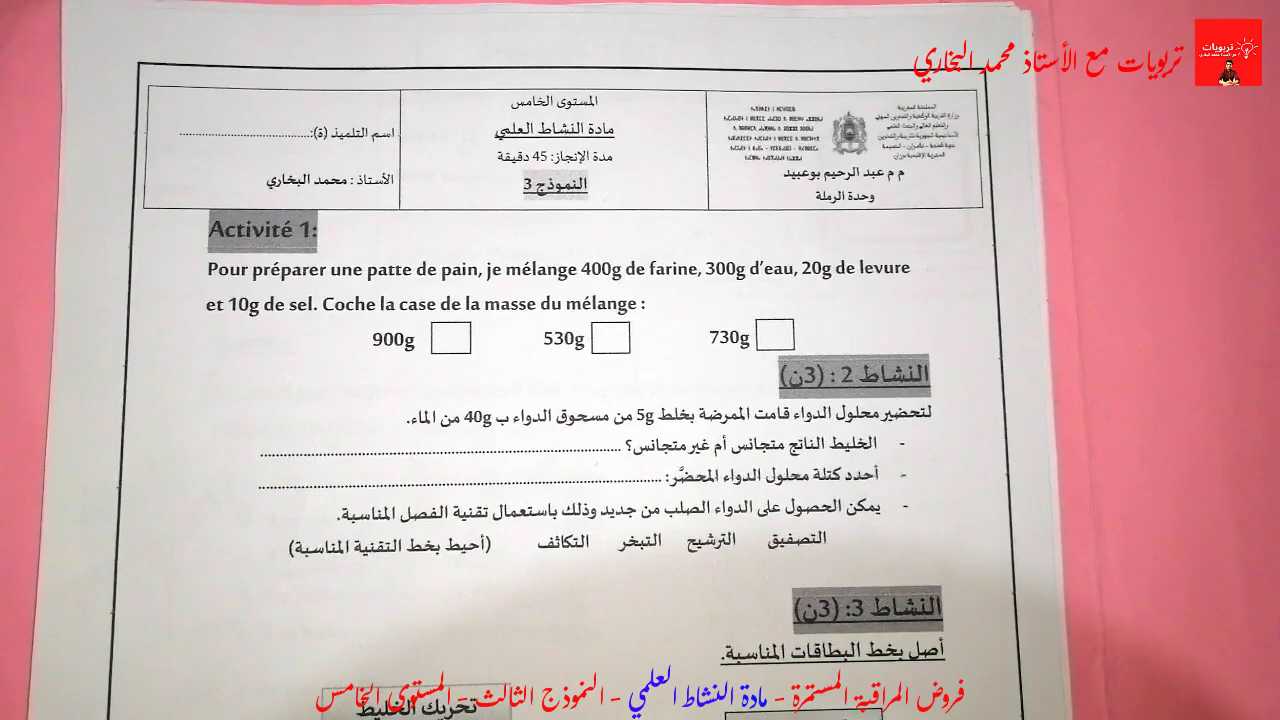 تربويات مع الأستاذ محمد البخاري
تربويات
المملكة المغربية
م م عبد الرحيم بوعبيد
وحدة الرملة
المستوى الخامس
مادة النشاط العلمي
مدة الإنجاز: 45 دقيقة
النموذج 3
اسم التلميذ (ة):................................
الأستاذ : محمد البخاري
Activité 1:
Pour préparer une patte de pain, je mélange 400g de farine, 300g d’eau, 20g de levure
et 10g de sel. Coche la case de la masse du mélange :
900g 530g 730g
النشاط 2 : (3ن)
لتحضير محلول الدواء قامت الممرضة بخلط 5g من مسحوق الدواء ب 40g من الماء.
- الخليط الناتج متجانس أم غير متجانس؟ ................................
- أحدد كتلة محلول الدواء المحضَّر: ................................
- يمكن الحصول على الدواء الصلب من جديد وذلك باستعمال تقنية الفصل المناسبة.
التصفيق الترشيح التبخر التكاثف (أحيط بخط التقنية المناسبة)
النشاط 3: (3ن)
أصل بخط البطاقات المناسبة.
تحريك الخليط
فروض المراقبة المستمرة - مادة النشاط العلمي - النموذج الثالث - المستوى الخامس